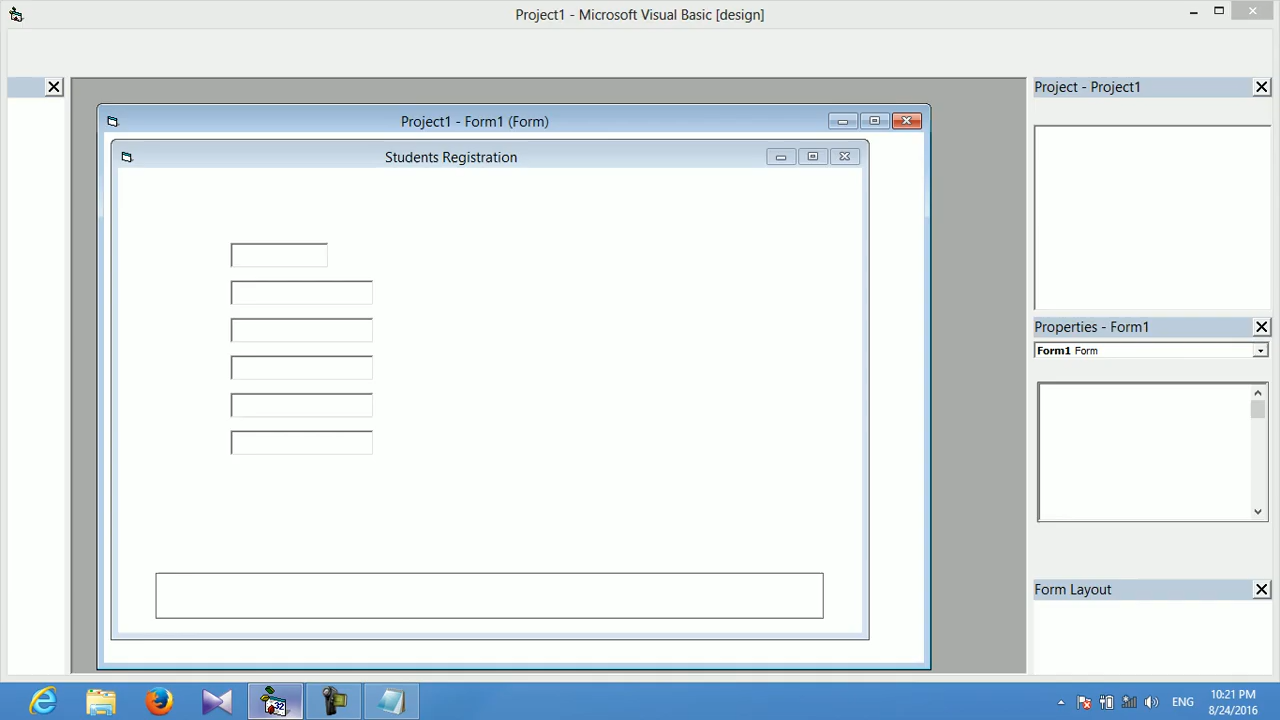 Project1 - Microsoft Visual Basic [design]
Project - Project1
Project1 - Form1 (Form)
Students Registration
Properties - Form1
Form1 Form
Form Layout
32
ENG
10:21 PM
8/24/2016